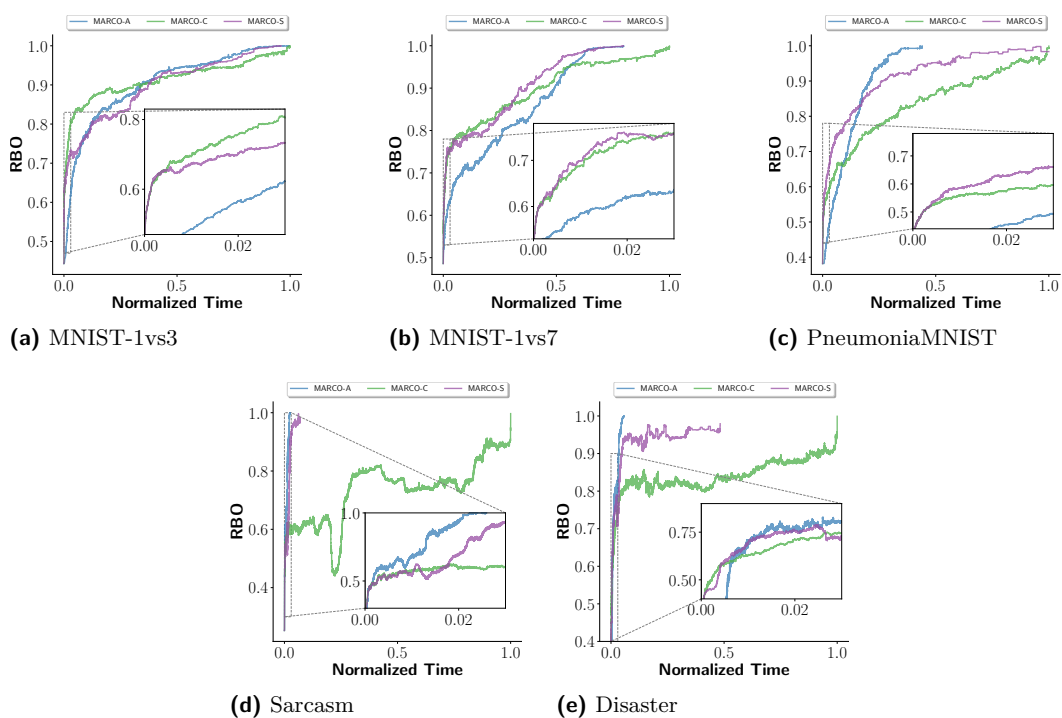 MARCO-A MARCO-C MARCO-S
MARCO-A MARCO-C MARCO-S
MARCO-A MARCO-C MARCO-S
1.0
0.9
0.8
0.7
0.6
0.5
RBO
0.8
0.6
0.00 0.02
0.0 0.5 1.0
Normalized Time
(a) MNIST-1vs3
1.0
0.9
0.8
0.7
0.6
0.5
RBO
0.7
0.6
0.00 0.02
0.0 0.5 1.0
Normalized Time
(b) MNIST-1vs7
1.0
0.9
0.8
0.7
0.6
0.5
0.4
RBO
0.7
0.6
0.5
0.00 0.02
0.0 0.5 1.0
Normalized Time
(c) PneumoniaMNIST
MARCO-A MARCO-C MARCO-S
MARCO-A MARCO-C MARCO-S
1.0
0.8
0.6
0.4
RBO
1.0
0.5
0.00 0.02
0.0 0.5 1.0
Normalized Time
(d) Sarcasm
1.0
0.9
0.8
0.7
0.6
0.5
0.4
RBO
0.75
0.50
0.00 0.02
0.0 0.5 1.0
Normalized Time
(e) Disaster